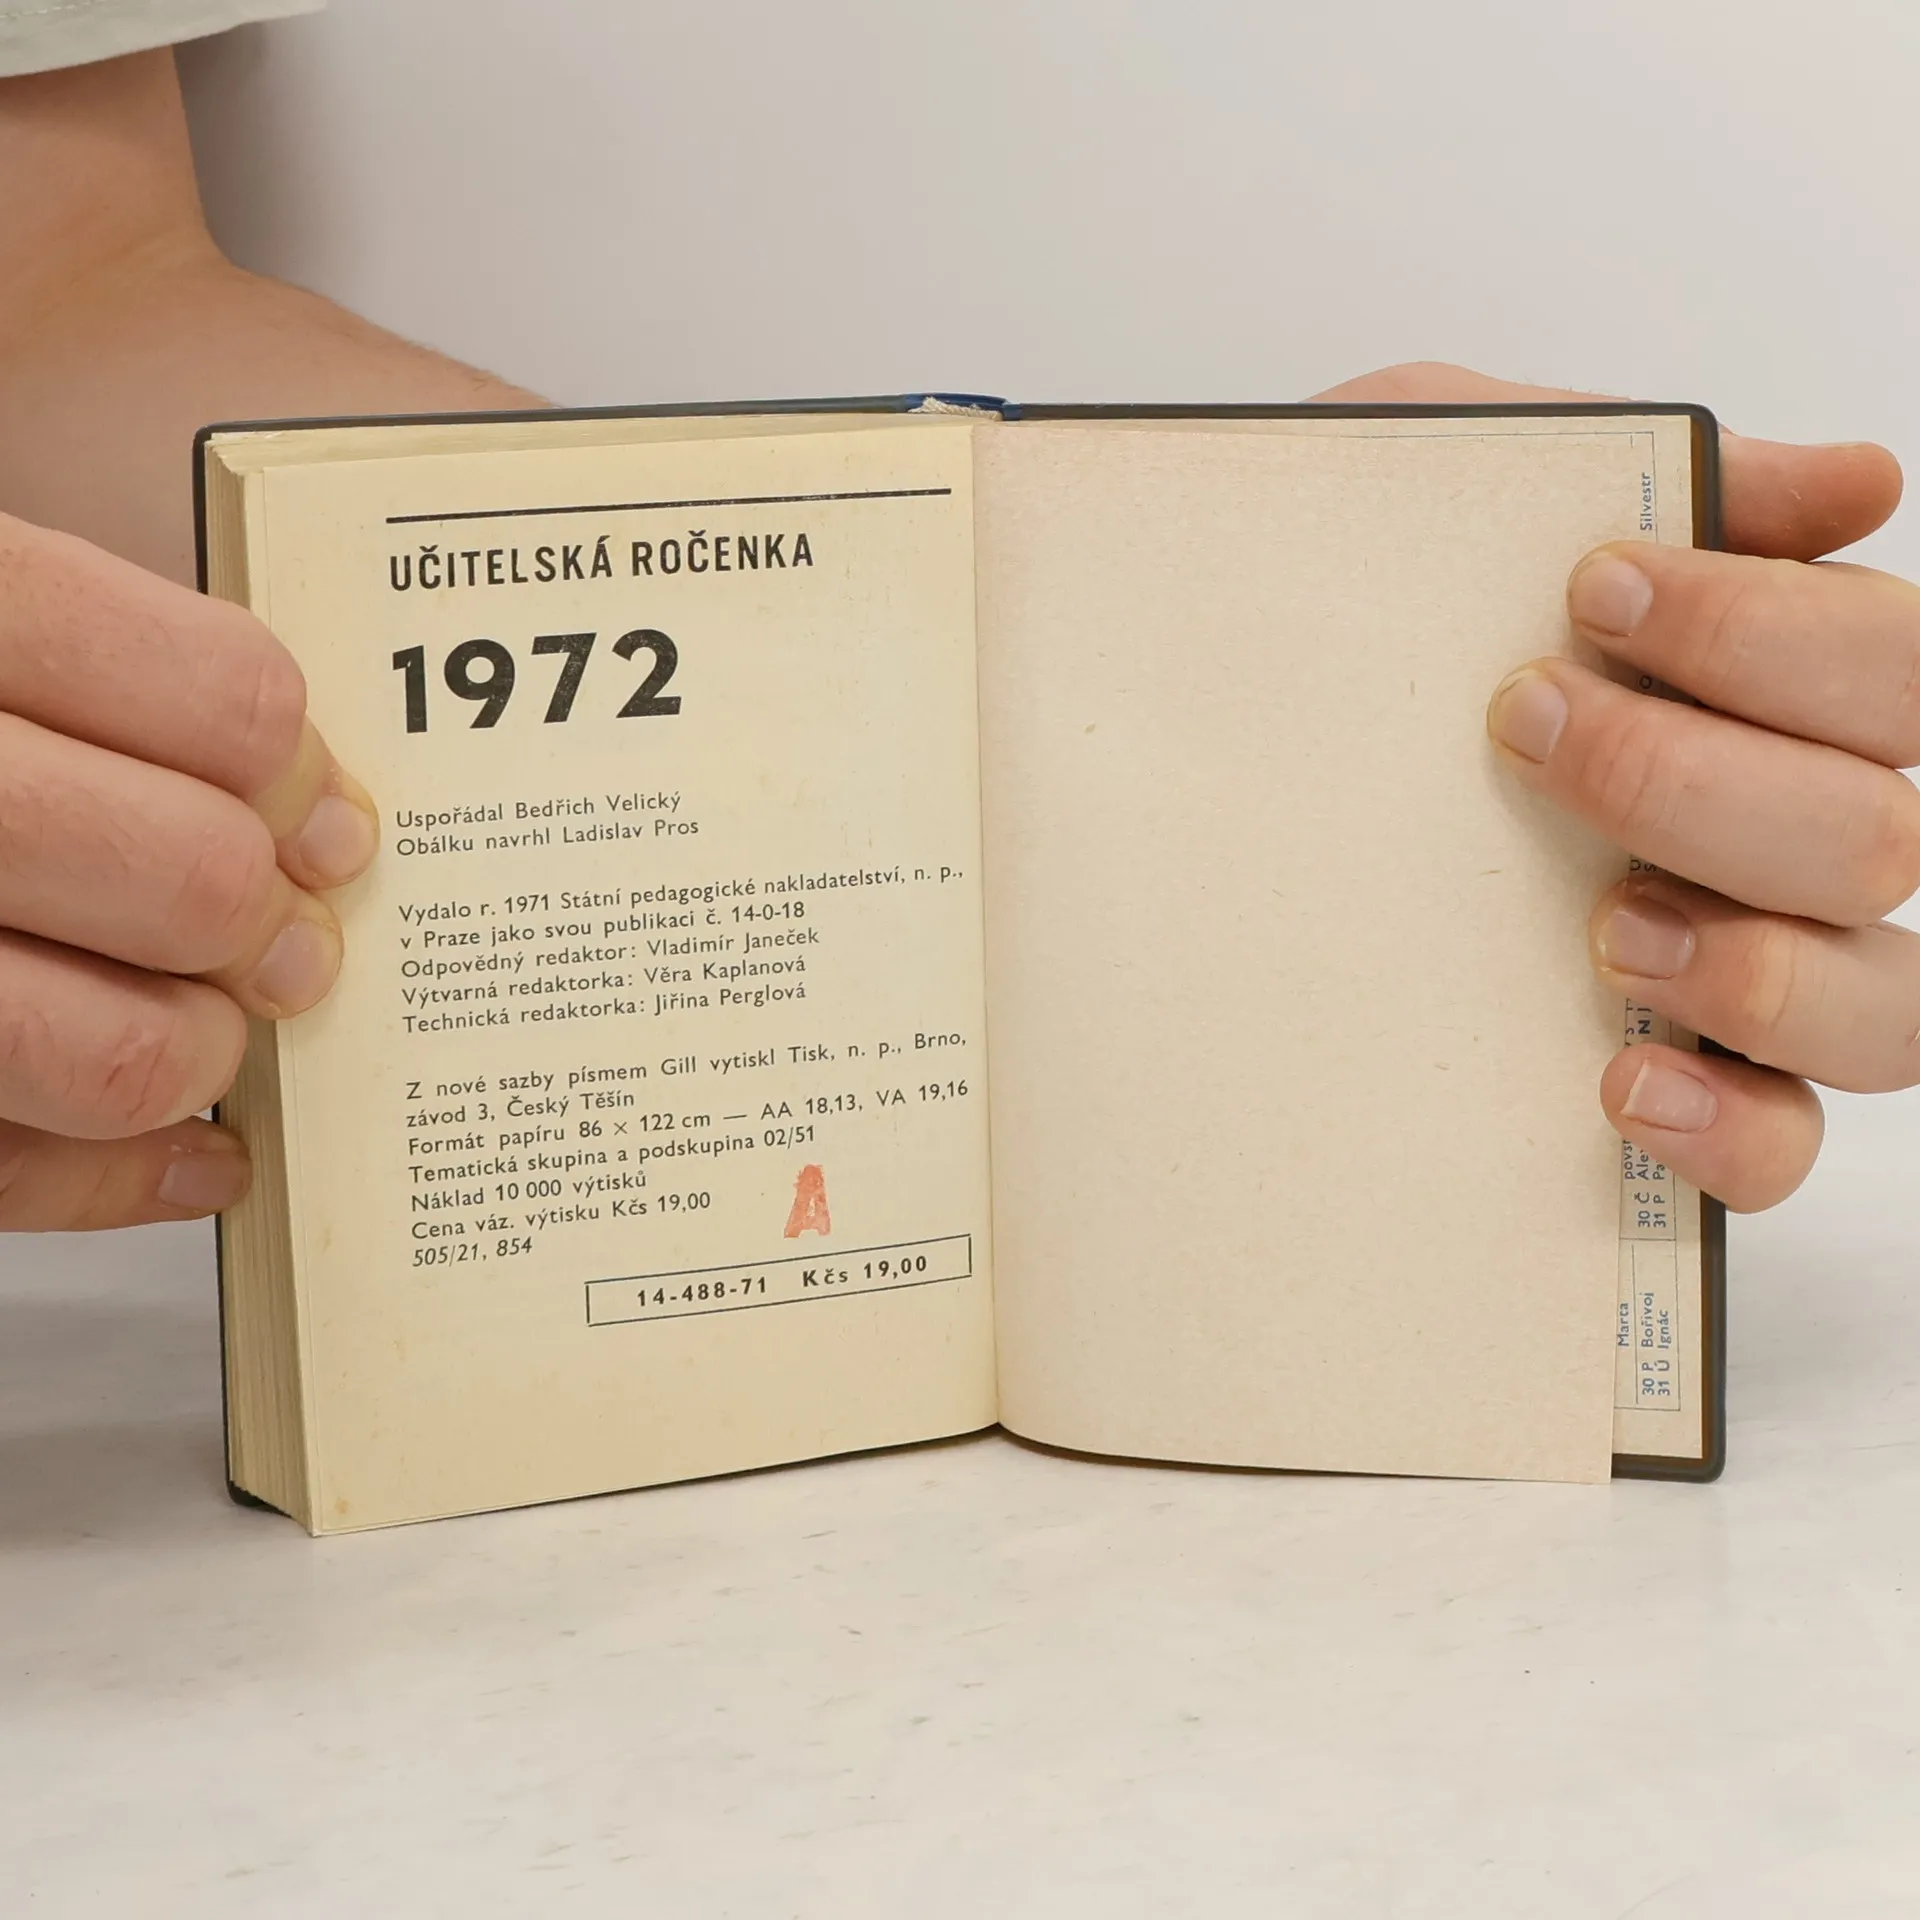 UČITELSKÁ ROČENKA
1972
Uspořádal Bedřich Velický
Obálku navrhl Ladislav Pros
Vydalo r. 1971 Státní pedagogické nakladatelství, n. p.,
v Praze jako svou publikaci č. 14-0-18
Odpovědný redaktor: Vladimír Janeček
Výtvarná redaktorka: Věra Kaplanová
Technická redaktorka: Jiřina Perglová
Z nové sazby písmem Gill vytiskl Tisk, n. p., Brno,
závod 3, Český Těšín
Formát papíru 86 × 122 cm — AA 18,13, VA 19,16
Tematická skupina a podskupina 02/51
Náklad 10 000 výtisků
Cena váz. výtisku Kčs 19,00
505/21, 854
A
14-488-71 Kčs 19,00
Silvestr
30 Č
31 P
Marta
30 P Bořivoj
31 Ú Ignác